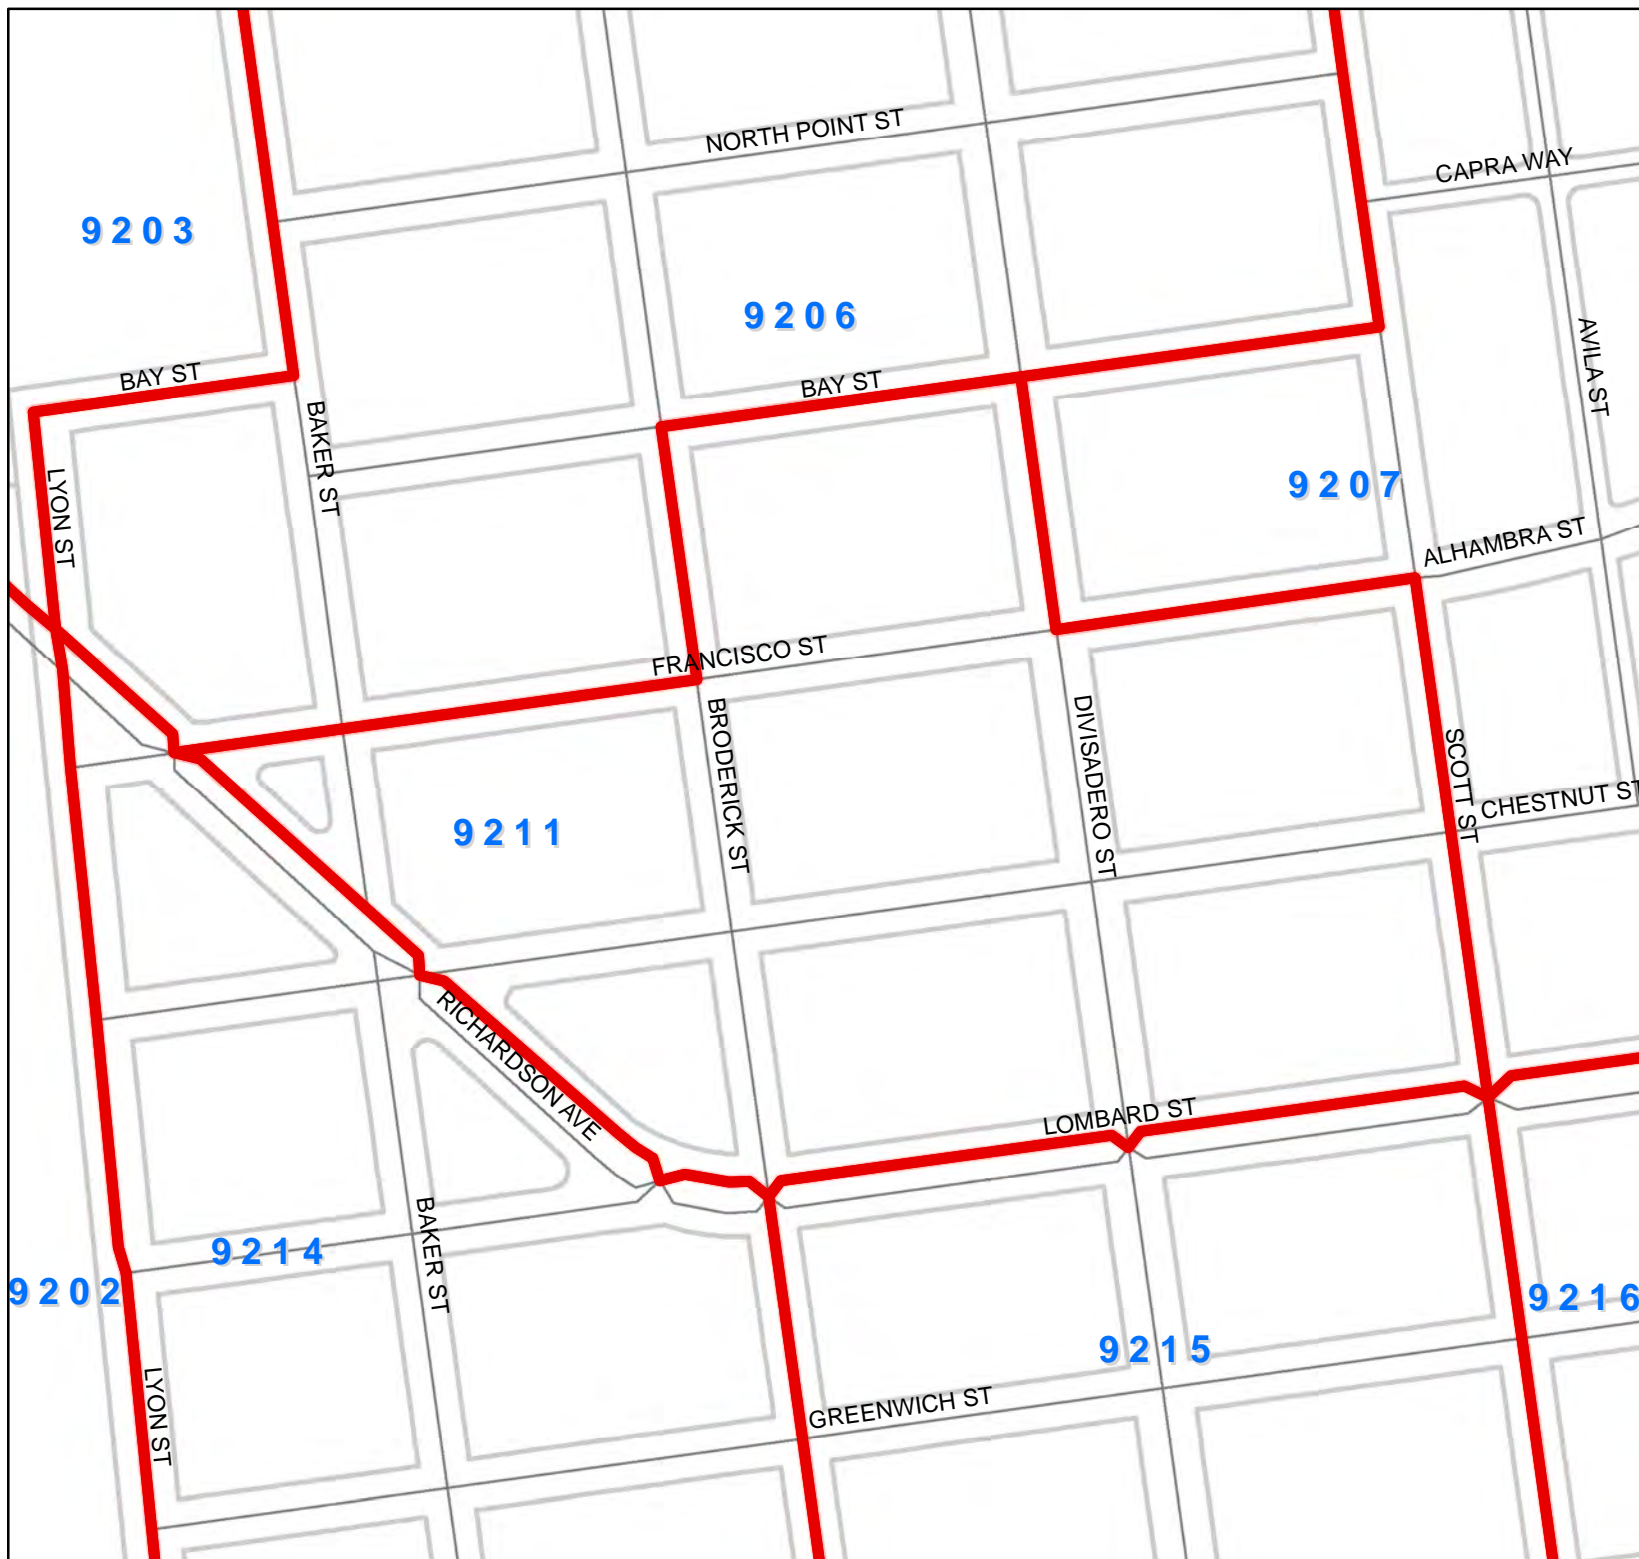 NORTH POINT ST
CAPRA WAY
9203
9206
BAY ST
BAY ST
AVILA ST
BAKER ST
LYON ST
9207
ALHAMBRA ST
FRANCISCO ST
BRODERICK ST
DIVISADERO ST
SCOTT ST
CHESTNUT ST
9211
RICHARDSON AVE
LOMBARD ST
BAKER ST
9214
9202
9216
9215
LYON ST
GREENWICH ST